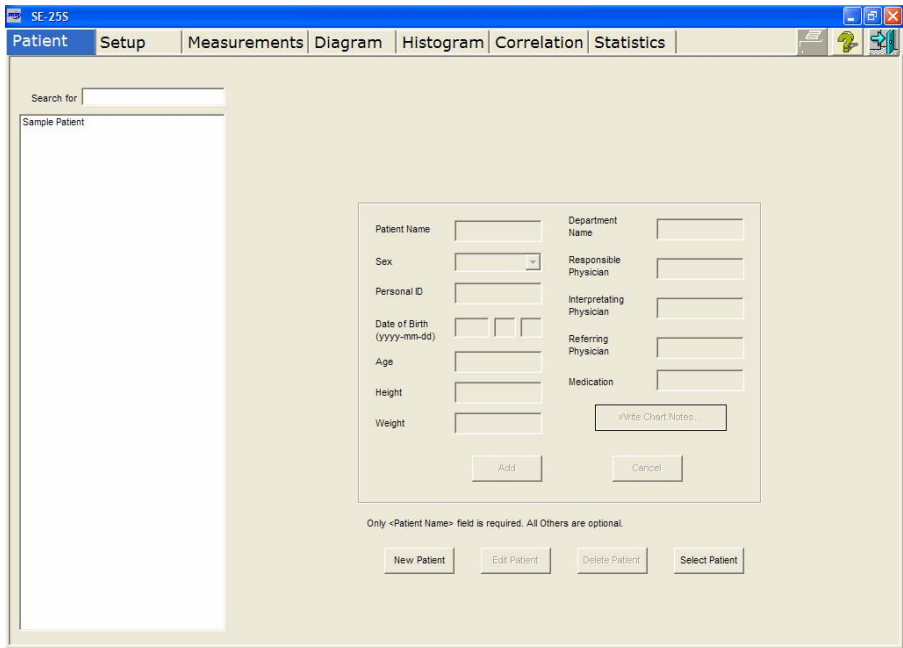 SE-25S
Patient Setup Measurements Diagram Histogram Correlation Statistics
Search for
Sample Patient
Patient Name
Sex
Personal ID
Date of Birth
(yyyy-mm-dd)
Age
Height
Weight
Department
Name
Responsible
Physician
Interpretating
Physician
Referring
Physician
Medication
Write Chart Notes...
Add Cancel
Only <Patient Name> field is required. All Others are optional.
New Patient Edit Patient Delete Patient Select Patient